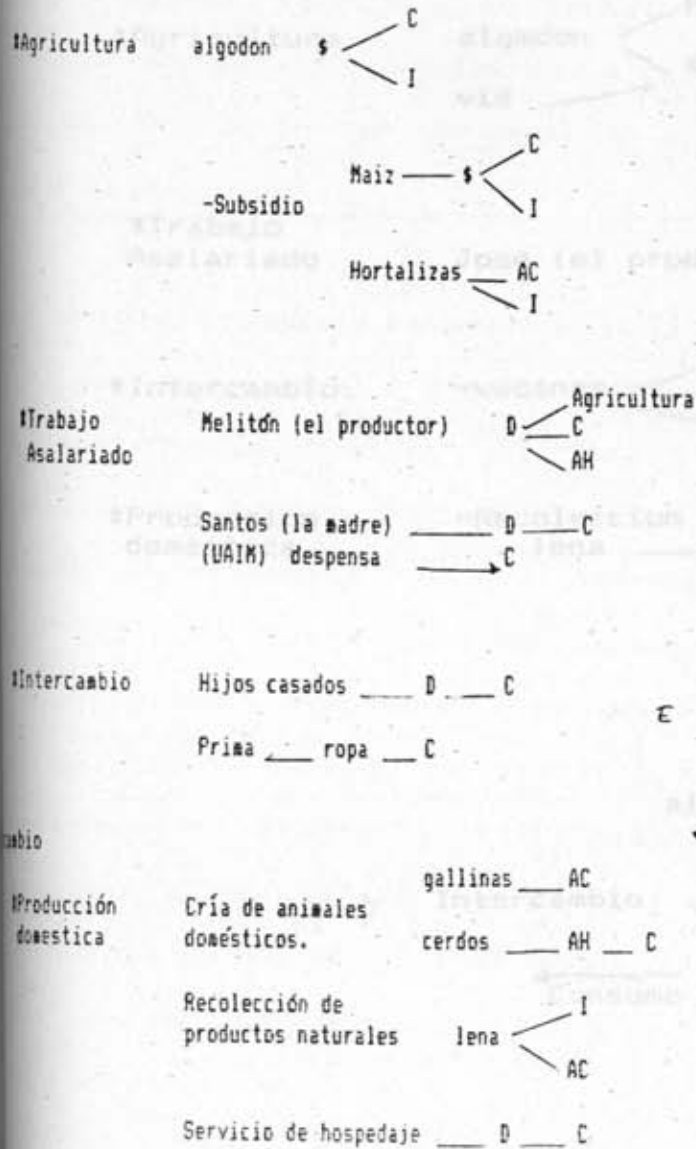 ‡Agricultura algodon $ C
I
Maiz $ C
-Subsidio I
Hortalizas AC
I
‡Trabajo Melitón (el productor) D Agricultura
Asalariado C
AH
Santos (la madre) D C
(UAIM) despensa C
‡Intercambio Hijos casados D C
E
Prima ropa C
‡Producción Cría de animales gallinas AC
domestica domésticos. cerdos AH C
Recolección de I
productos naturales lena
AC
Servicio de hospedaje D C